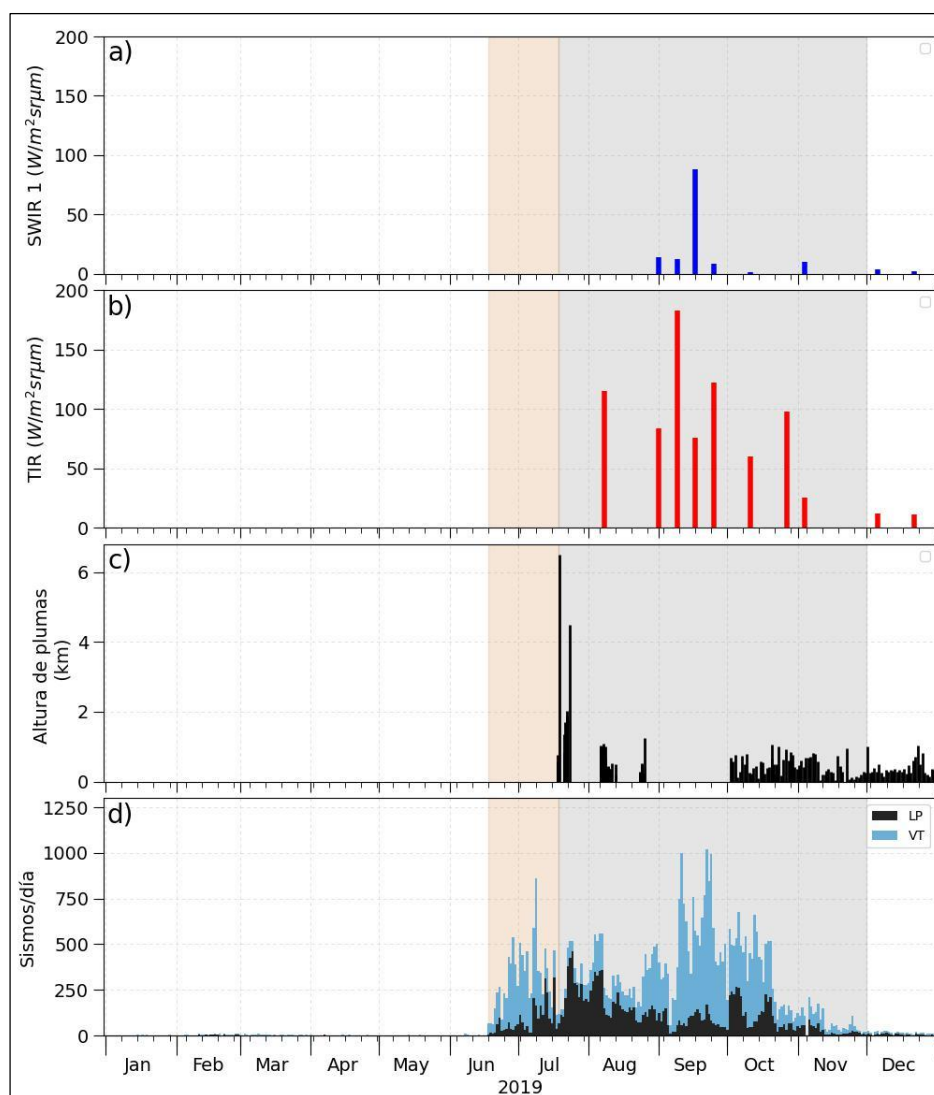 a)
200
150
100
50
0
SWIR 1 (W/m²srμm)
b)
200
150
100
50
0
TIR (W/m²srμm)
c)
6
4
2
0
Altura de plumas
(km)
d)
1250
1000
750
500
250
0
Sismos/día
LP
VT
Jan Feb Mar Apr May Jun Jul Aug Sep Oct Nov Dec
2019